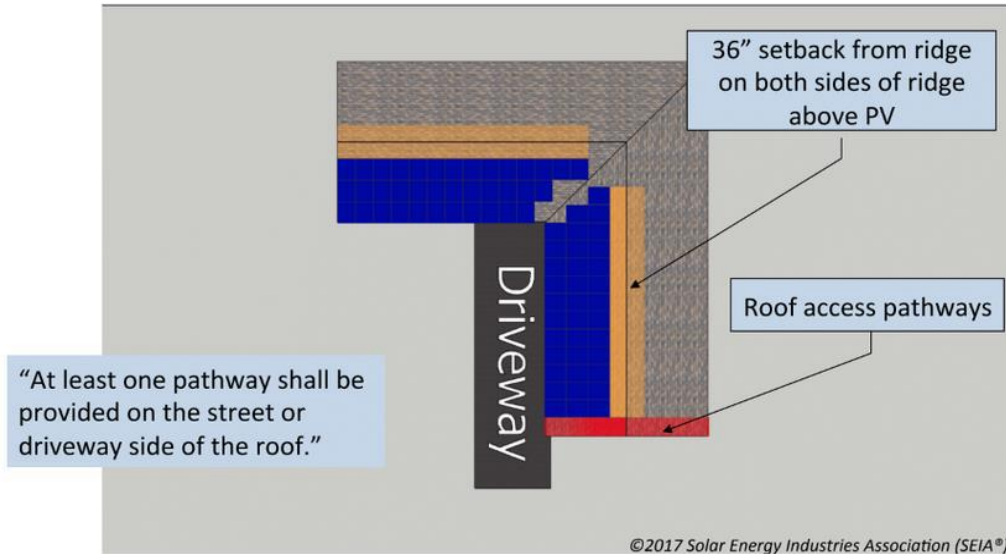 36” setback from ridge
on both sides of ridge
above PV
Driveway
Roof access pathways
“At least one pathway shall be
provided on the street or
driveway side of the roof.”
©2017 Solar Energy Industries Association (SEIA®)